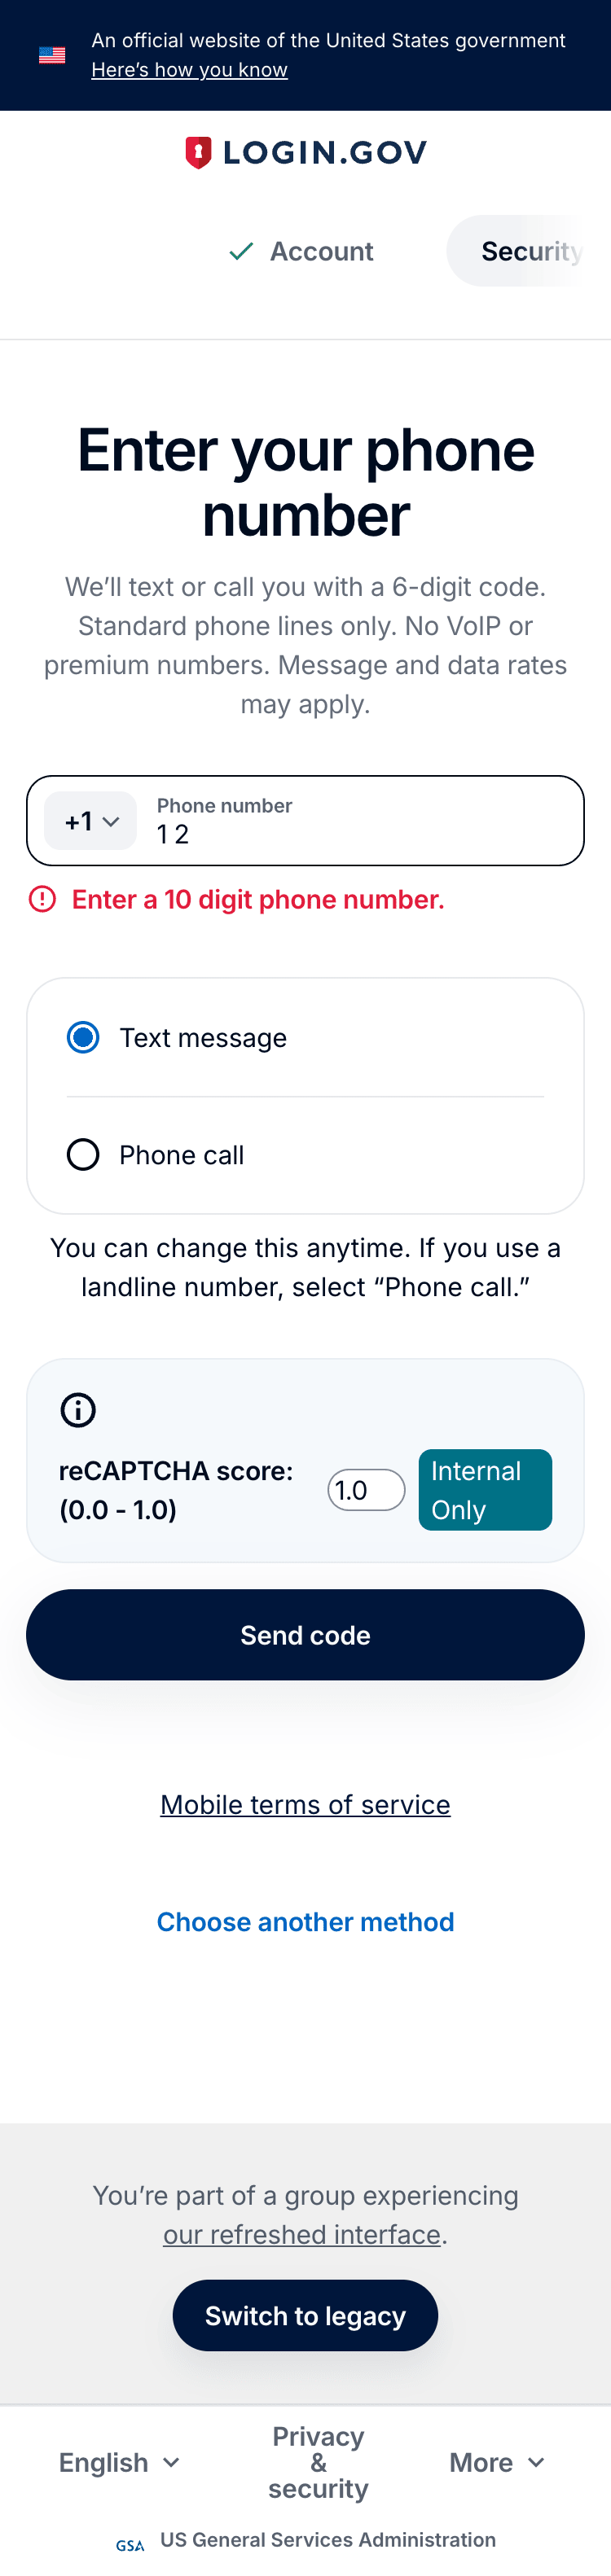 An official website of the United States government
Here’s how you know
LOGIN.GOV
Account
Security
Enter your phone
number
We’ll text or call you with a 6-digit code.
Standard phone lines only. No VoIP or
premium numbers. Message and data rates
may apply.
+1
Phone number
1 2
Enter a 10 digit phone number.
Text message
Phone call
You can change this anytime. If you use a
landline number, select “Phone call.”
reCAPTCHA score:
(0.0 - 1.0)
1.0
Internal
Only
Send code
Mobile terms of service
Choose another method
You’re part of a group experiencing
our refreshed interface.
Switch to legacy
English
Privacy
&
security
More
GSA US General Services Administration